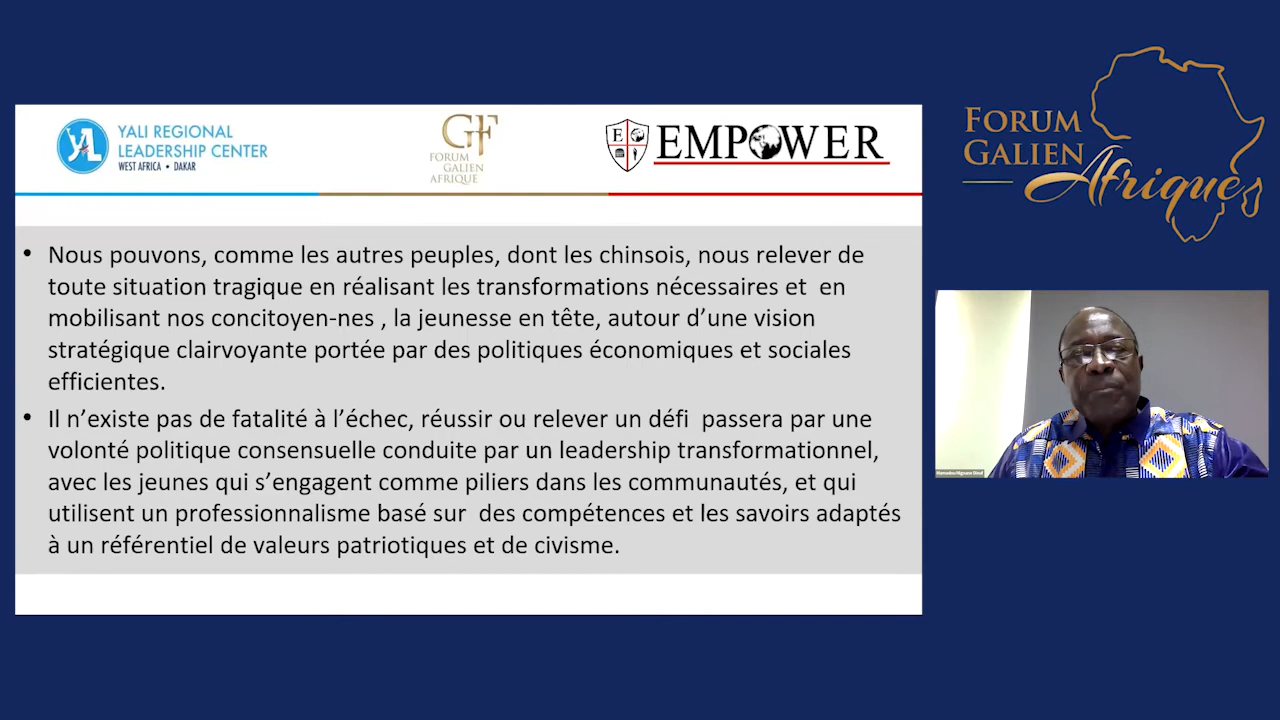 YALI REGIONAL
LEADERSHIP CENTER
WEST AFRICA • DAKAR
GF
FORUM
GALIEN
AFRIQUE
E
EMPOWER
• Nous pouvons, comme les autres peuples, dont les chinsois, nous relever de
toute situation tragique en réalisant les transformations nécessaires et  en
mobilisant nos concitoyen-nes , la jeunesse en tête, autour d’une vision
stratégique clairvoyante portée par des politiques économiques et sociales
efficientes.
• Il n’existe pas de fatalité à l’échec, réussir ou relever un défi  passera par une
volonté politique consensuelle conduite par un leadership transformationnel,
avec les jeunes qui s’engagent comme piliers dans les communautés, et qui
utilisent un professionnalisme basé sur  des compétences et les savoirs adaptés
à un référentiel de valeurs patriotiques et de civisme.
FORUM
GALIEN
Afrique
Mamadou Mignane Diouf